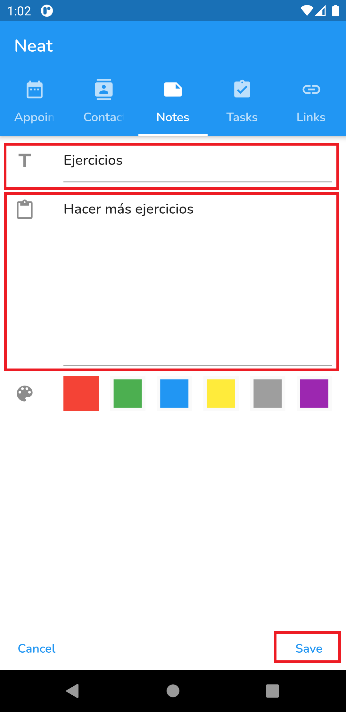 1:02
Neat
Appoin
Contac
Notes
Tasks
Links
T
Ejercicios
Hacer más ejercicios
Cancel
Save